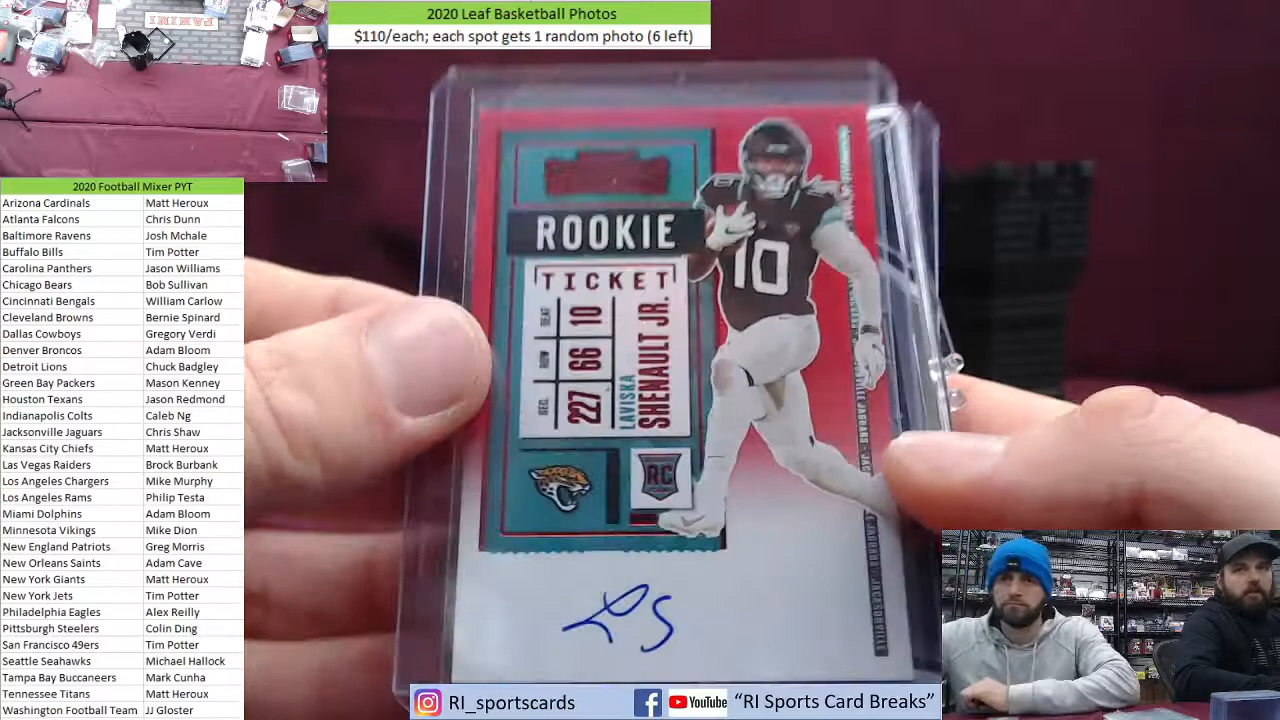 2020 Leaf Basketball Photos
$110/each; each spot gets 1 random photo (6 left)
PANINI
2020 Football Mixer PYT
Arizona Cardinals Matt Heroux
Atlanta Falcons Chris Dunn
Baltimore Ravens Josh Mchale
Buffalo Bills Tim Potter
Carolina Panthers Jason Williams
Chicago Bears Bob Sullivan
Cincinnati Bengals William Carlow
Cleveland Browns Bernie Spinard
Dallas Cowboys Gregory Verdi
Denver Broncos Adam Bloom
Detroit Lions Chuck Badgley
Green Bay Packers Mason Kenney
Houston Texans Jason Redmond
Indianapolis Colts Caleb Ng
Jacksonville Jaguars Chris Shaw
Kansas City Chiefs Matt Heroux
Las Vegas Raiders Brock Burbank
Los Angeles Chargers Mike Murphy
Los Angeles Rams Philip Testa
Miami Dolphins Adam Bloom
Minnesota Vikings Mike Dion
New England Patriots Greg Morris
New Orleans Saints Adam Cave
New York Giants Matt Heroux
New York Jets Tim Potter
Philadelphia Eagles Alex Reilly
Pittsburgh Steelers Colin Ding
San Francisco 49ers Tim Potter
Seattle Seahawks Michael Hallock
Tampa Bay Buccaneers Mark Cunha
Tennessee Titans Matt Heroux
Washington Football Team JJ Gloster
ROOKIE
TICKET
SEC. 227
ROW 66
SEAT 10
LAVISKA
SHENAULT JR.
RC
10
JACKSONVILLE
RI_sportscards
YouTube
"RI Sports Card Breaks"